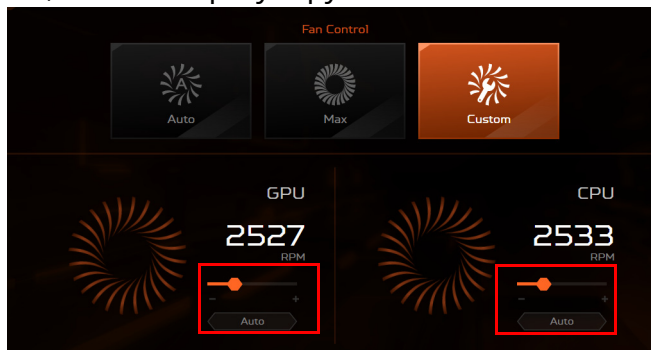 Fan Control
Auto
Max
Custom
GPU
2527
RPM
- +
Auto
CPU
2533
RPM
- +
Auto